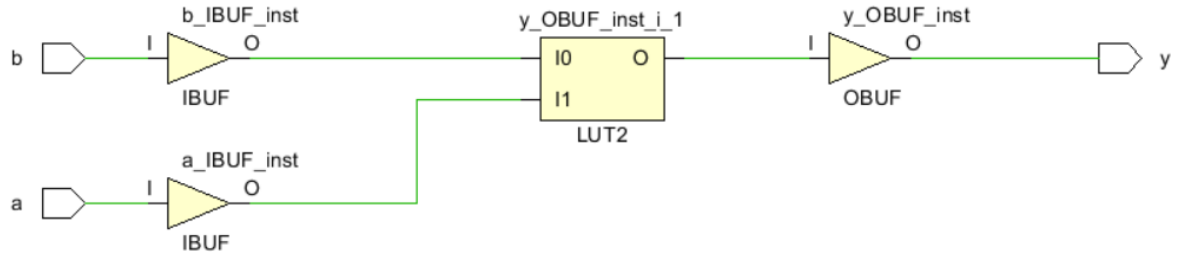 b_IBUF_inst
y_OBUF_inst_i_1
y_OBUF_inst
b
I
O
I0
O
I
O
y
IBUF
I1
OBUF
LUT2
a_IBUF_inst
a
I
O
IBUF